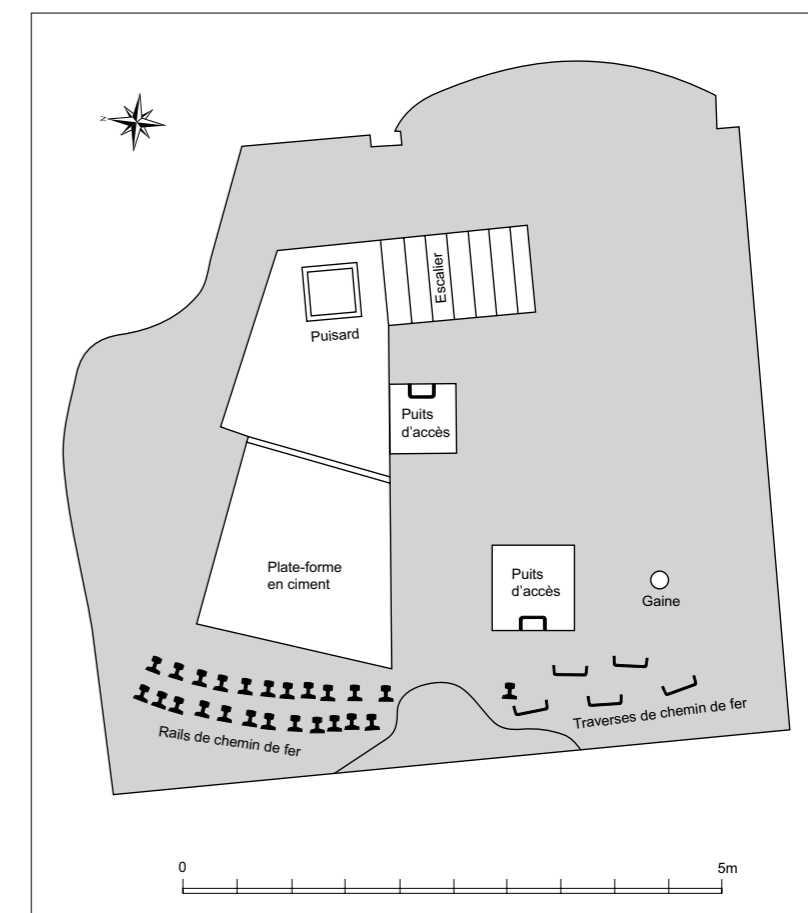 N
Escalier
Puisard
Puits
d'accès
Plate-forme
en ciment
Puits
d'accès
Gaine
Traverses de chemin de fer
Rails de chemin de fer
0
5m